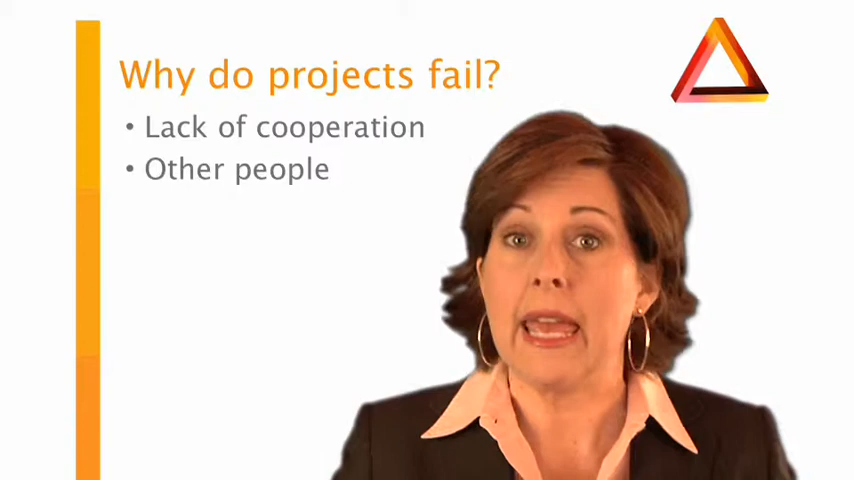 Why do projects fail?
• Lack of cooperation
• Other people